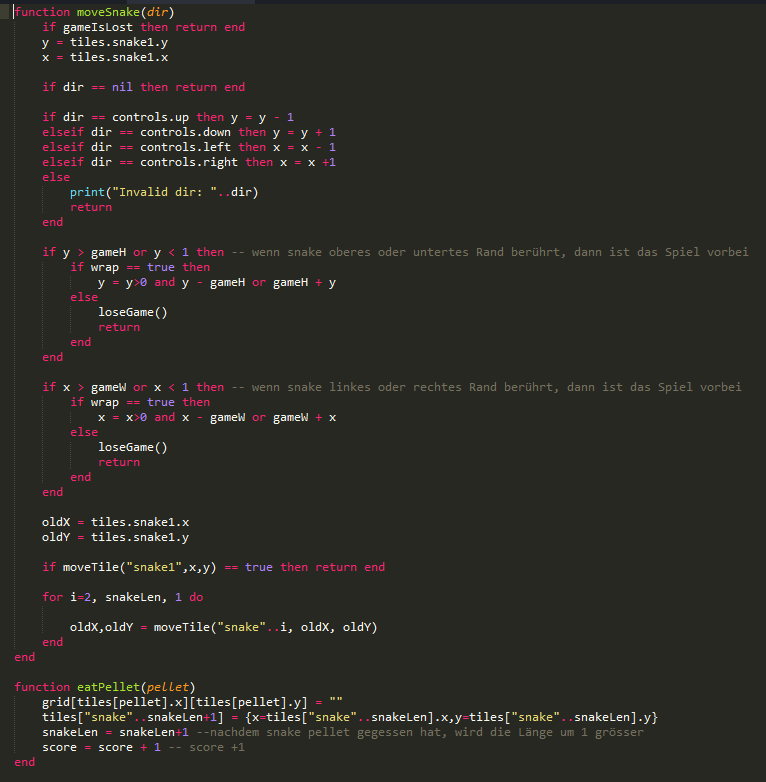 function moveSnake(dir)
    if gameIsLost then return end
    y = tiles.snake1.y
    x = tiles.snake1.x

    if dir == nil then return end

    if dir == controls.up then y = y - 1
    elseif dir == controls.down then y = y + 1
    elseif dir == controls.left then x = x - 1
    elseif dir == controls.right then x = x +1
    else
        print("Invalid dir: "..dir)
        return
    end

    if y > gameH or y < 1 then -- wenn snake oberes oder untertes Rand berührt, dann ist das Spiel vorbei
        if wrap == true then
            y = y>0 and y - gameH or gameH + y
        else
            loseGame()
            return
        end
    end

    if x > gameW or x < 1 then -- wenn snake linkes oder rechtes Rand berührt, dann ist das Spiel vorbei
        if wrap == true then
            x = x>0 and x - gameW or gameW + x
        else
            loseGame()
            return
        end
    end

    oldX = tiles.snake1.x
    oldY = tiles.snake1.y

    if moveTile("snake1",x,y) == true then return end

    for i=2, snakeLen, 1 do

        oldX,oldY = moveTile("snake"..i, oldX, oldY)
    end
end

function eatPellet(pellet)
    grid[tiles[pellet].x][tiles[pellet].y] = ""
    tiles["snake"..snakeLen+1] = {x=tiles["snake"..snakeLen].x,y=tiles["snake"..snakeLen].y}
    snakeLen = snakeLen+1 --nachdem snake pellet gegessen hat, wird die Länge um 1 grösser
    score = score + 1 -- score +1
end